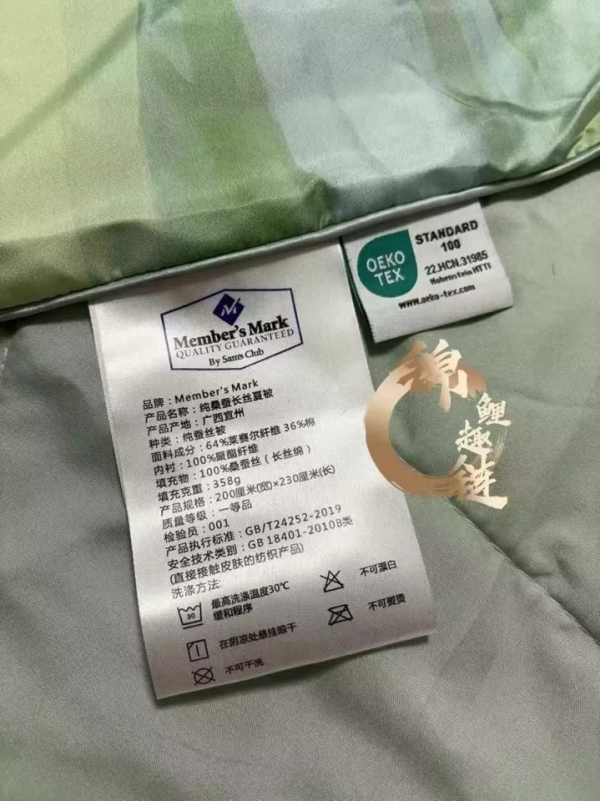 OEKO
TEX
STANDARD
100
22.HCN.31985
Hohenstein HTTI
www.oeko-tex.com
Member's Mark
QUALITY GUARANTEED
By Sam's Club
品牌：Member's Mark
产品名称：纯桑蚕长丝夏被
产品产地：广西宜州
种类：纯蚕丝被
面料成分：64%莱赛尔纤维 36%棉
内衬：100%聚酯纤维
填充物：100%桑蚕丝（长丝绵）
填充克重：358g
产品规格：200厘米(宽)×230厘米(长)
质量等级：一等品
检验员：001
产品执行标准：GB/T24252-2019
安全技术类别：GB 18401-2010B类
(直接接触皮肤的纺织产品)
洗涤方法:
30
最高洗涤温度30℃
缓和程序
不可漂白
在阴凉处悬挂晾干
不可熨烫
不可干洗
锦
鲤
趣
链